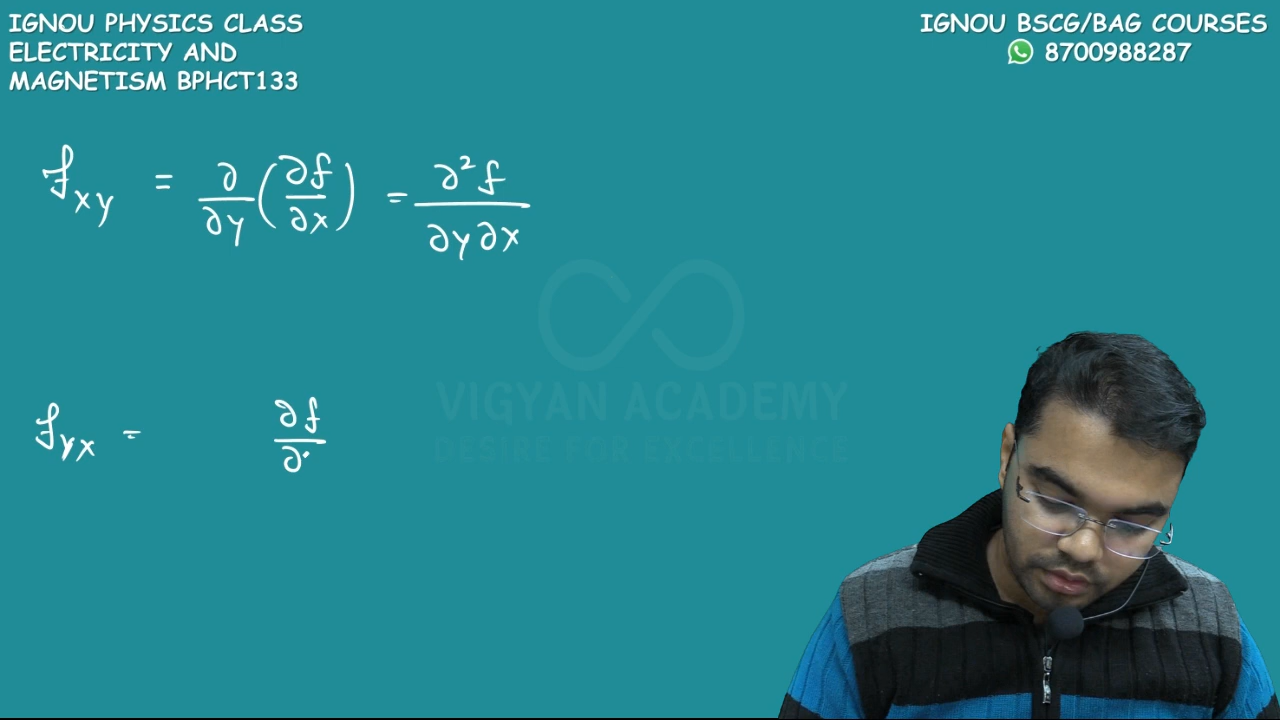 IGNOU PHYSICS CLASS
ELECTRICITY AND
MAGNETISM BPHCT133
IGNOU BSCG/BAG COURSES
8700988287
f_xy = ∂/∂y (∂f/∂x) = ∂²f/∂y∂x
VIGYAN ACADEMY
DESIRE FOR EXCELLENCE
f_yx = ∂f/∂